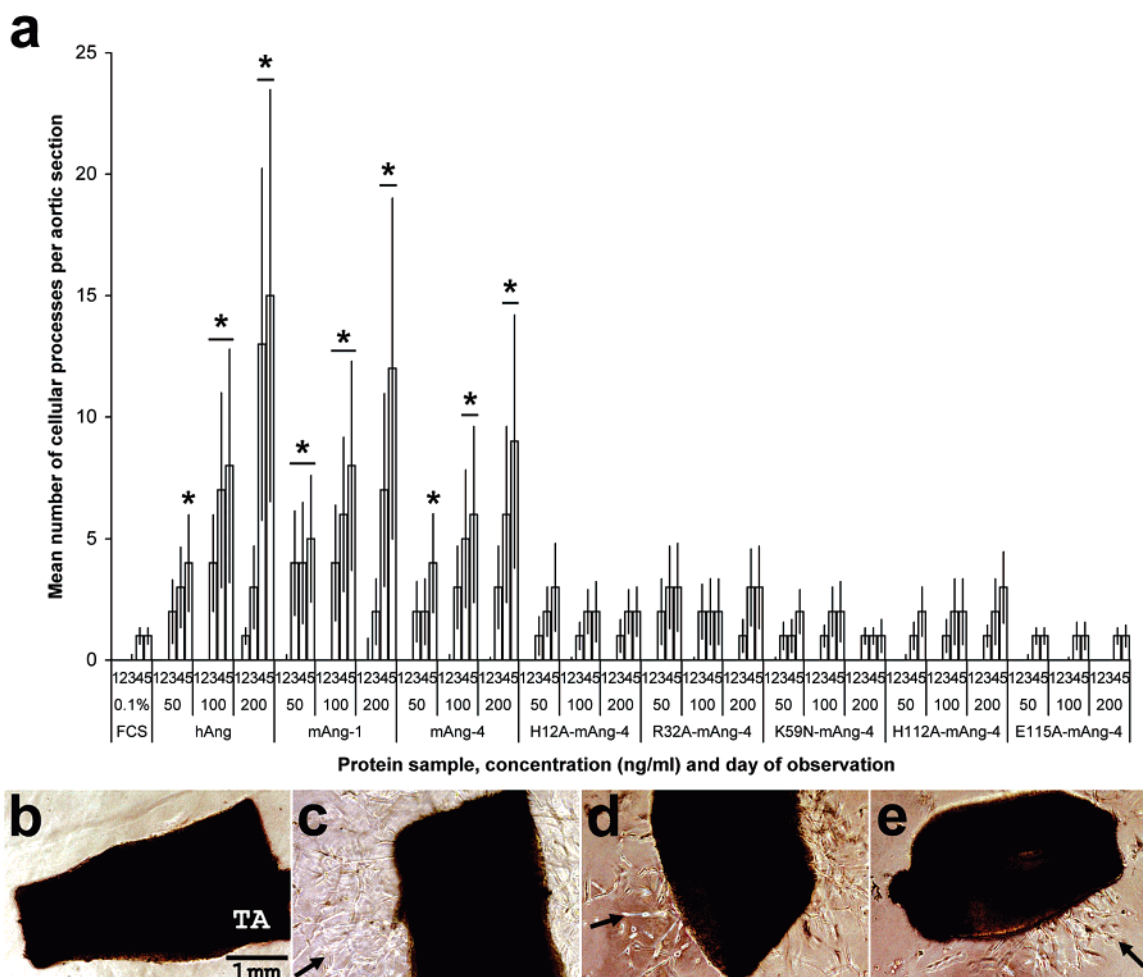 a
25
*
20
*
15
*
*
*
10
*
*
*
*
5
0
Mean number of cellular processes per aortic section
12345 12345 12345 12345 12345 12345 12345 12345 12345 12345 12345 12345 12345 12345 12345 12345 12345 12345 12345 12345 12345 12345 12345 12345 12345
0.1% 50 100 200 50 100 200 50 100 200 50 100 200 50 100 200 50 100 200 50 100 200 50 100 200
FCS hAng mAng-1 mAng-4 H12A-mAng-4 R32A-mAng-4 K59N-mAng-4 H112A-mAng-4 E115A-mAng-4
Protein sample, concentration (ng/ml) and day of observation
b c d e
TA
1mm